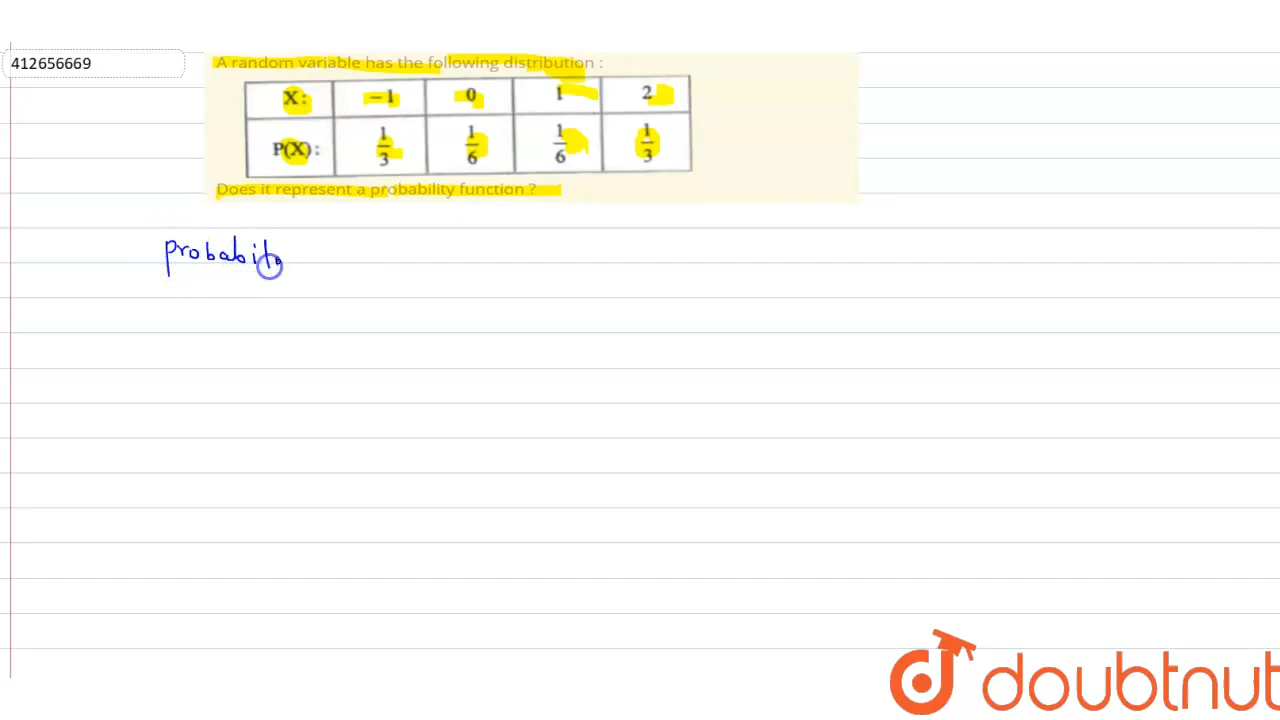 412656669
A random variable has the following distribution :
X: −1 0 1 2
P(X): 1/3 1/6 1/6 1/3
Does it represent a probability function ?
probabil
doubtnut